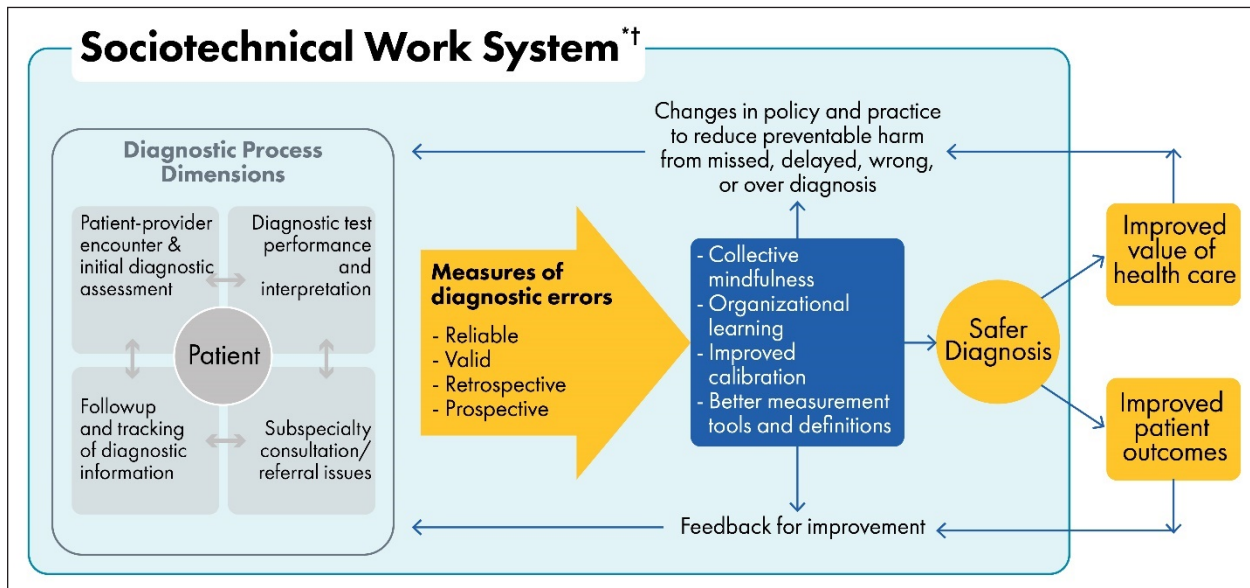 Sociotechnical Work System*†
Diagnostic Process
Dimensions
Patient-provider
encounter &
initial diagnostic
assessment
Diagnostic test
performance
and
interpretation
Patient
Followup
and tracking
of diagnostic
information
Subspecialty
consultation/
referral issues
Measures of
diagnostic errors
- Reliable
- Valid
- Retrospective
- Prospective
Changes in policy and practice
to reduce preventable harm
from missed, delayed, wrong,
or over diagnosis
- Collective
mindfulness
- Organizational
learning
- Improved
calibration
- Better measurement
tools and definitions
Feedback for improvement
Safer
Diagnosis
Improved
value of
health care
Improved
patient
outcomes